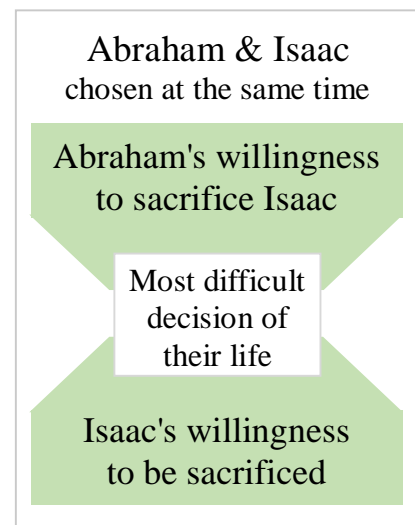 Abraham & Isaac
chosen at the same time
Abraham's willingness
to sacrifice Isaac
Most difficult
decision of
their life
Isaac's willingness
to be sacrificed